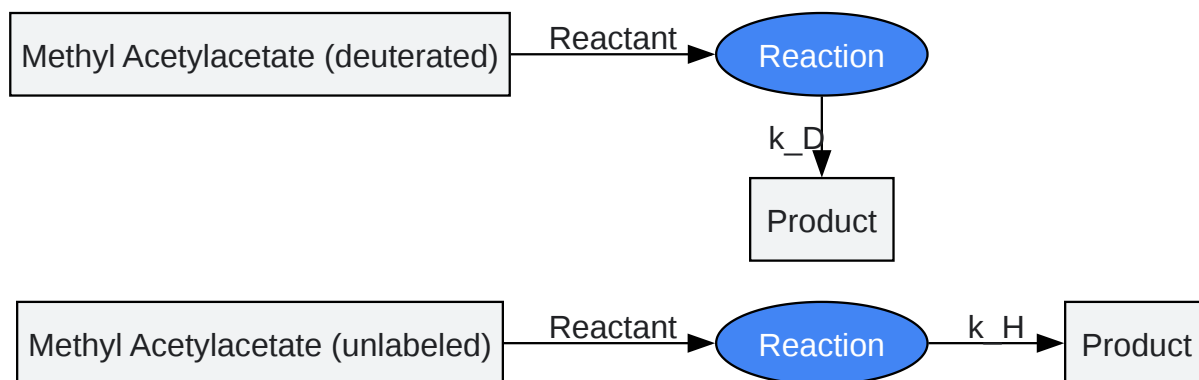 Methyl Acetylacetate (deuterated)
Reactant
Reaction
k_D
Product
Methyl Acetylacetate (unlabeled)
Reactant
Reaction
k_H
Product